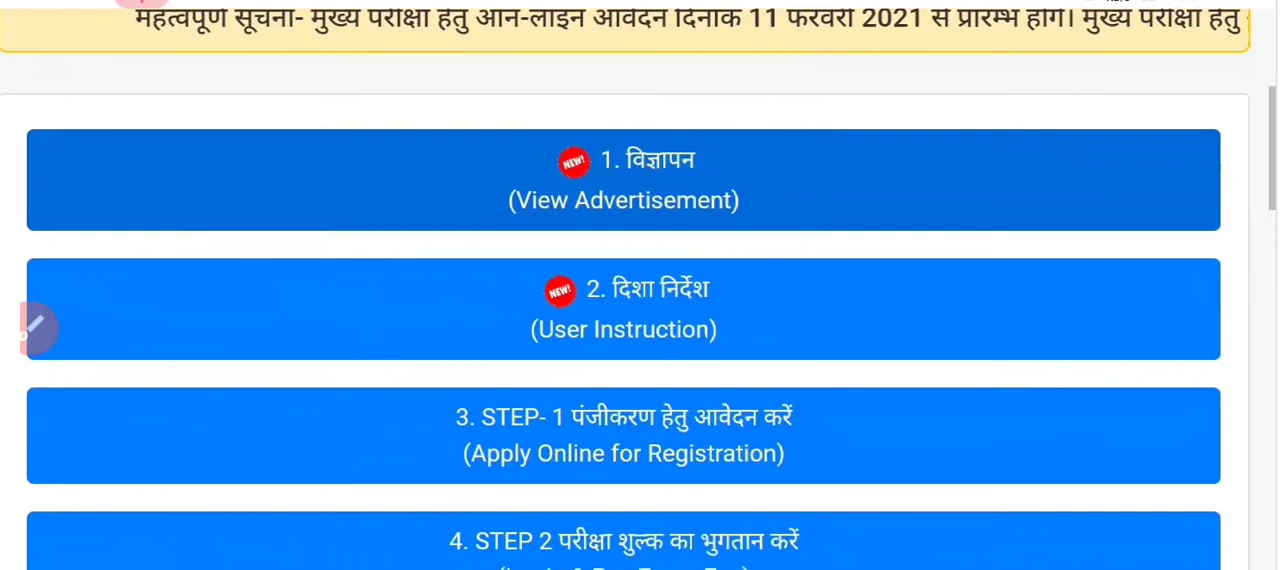 महत्वपूर्ण सूचना- मुख्य परीक्षा हेतु ऑन-लाइन आवेदन दिनांक 11 फरवरी 2021 से प्रारम्भ होंगे। मुख्य परीक्षा हेतु
NEW! 1. विज्ञापन
(View Advertisement)
NEW! 2. दिशा निर्देश
(User Instruction)
3. STEP- 1 पंजीकरण हेतु आवेदन करें
(Apply Online for Registration)
4. STEP 2 परीक्षा शुल्क का भुगतान करें